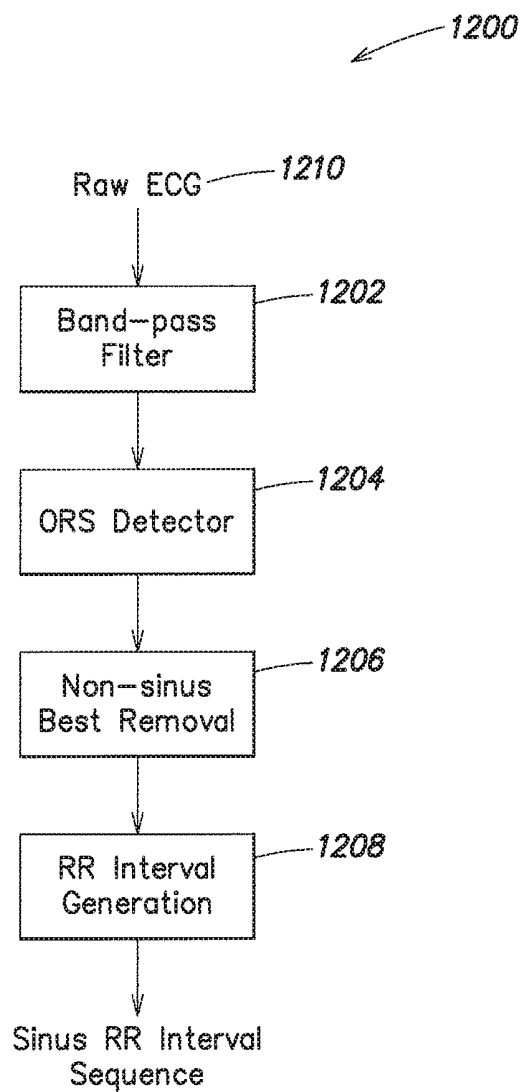 1200
Raw ECG 1210
1202
Band-pass
Filter
1204
ORS Detector
1206
Non-sinus
Best Removal
1208
RR Interval
Generation
Sinus RR Interval
Sequence